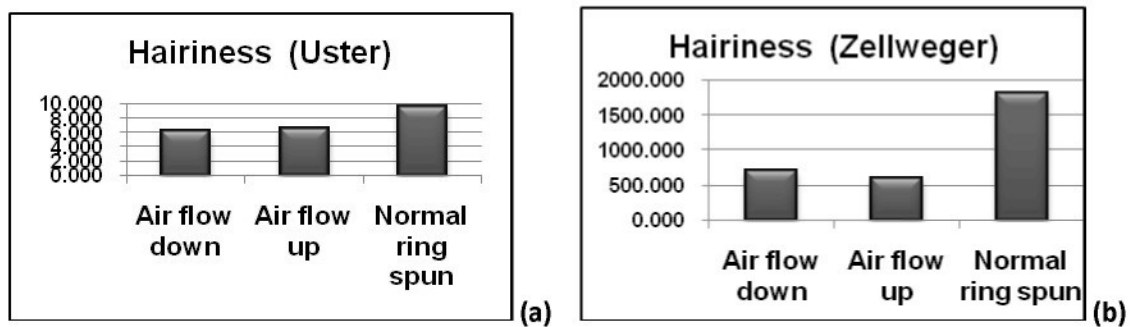 Hairiness (Uster)
10.000
8.000
6.000
4.000
2.000
0.000
Air flow down
Air flow up
Normal ring spun
(a)
Hairiness (Zellweger)
2000.000
1500.000
1000.000
500.000
0.000
Air flow down
Air flow up
Normal ring spun
(b)